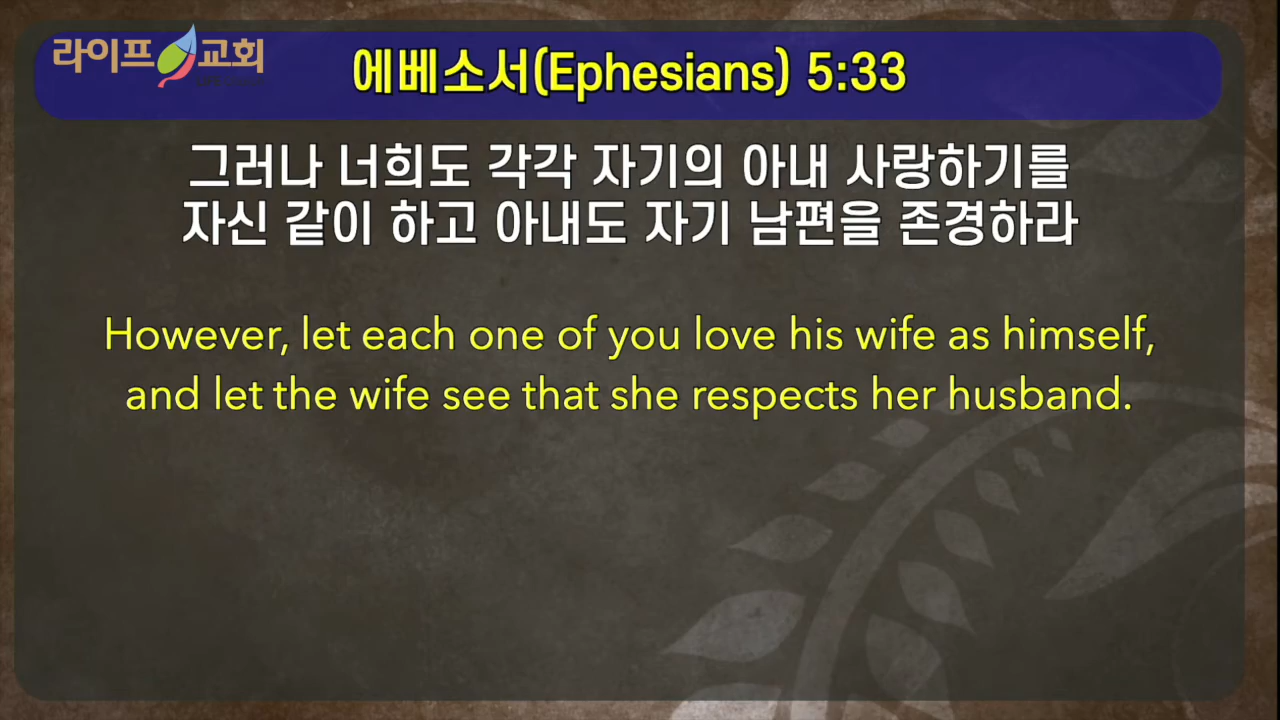 라이프 교회
에베소서(Ephesians) 5:33
그러나 너희도 각각 자기의 아내 사랑하기를
자신 같이 하고 아내도 자기 남편을 존경하라
However, let each one of you love his wife as himself,
and let the wife see that she respects her husband.